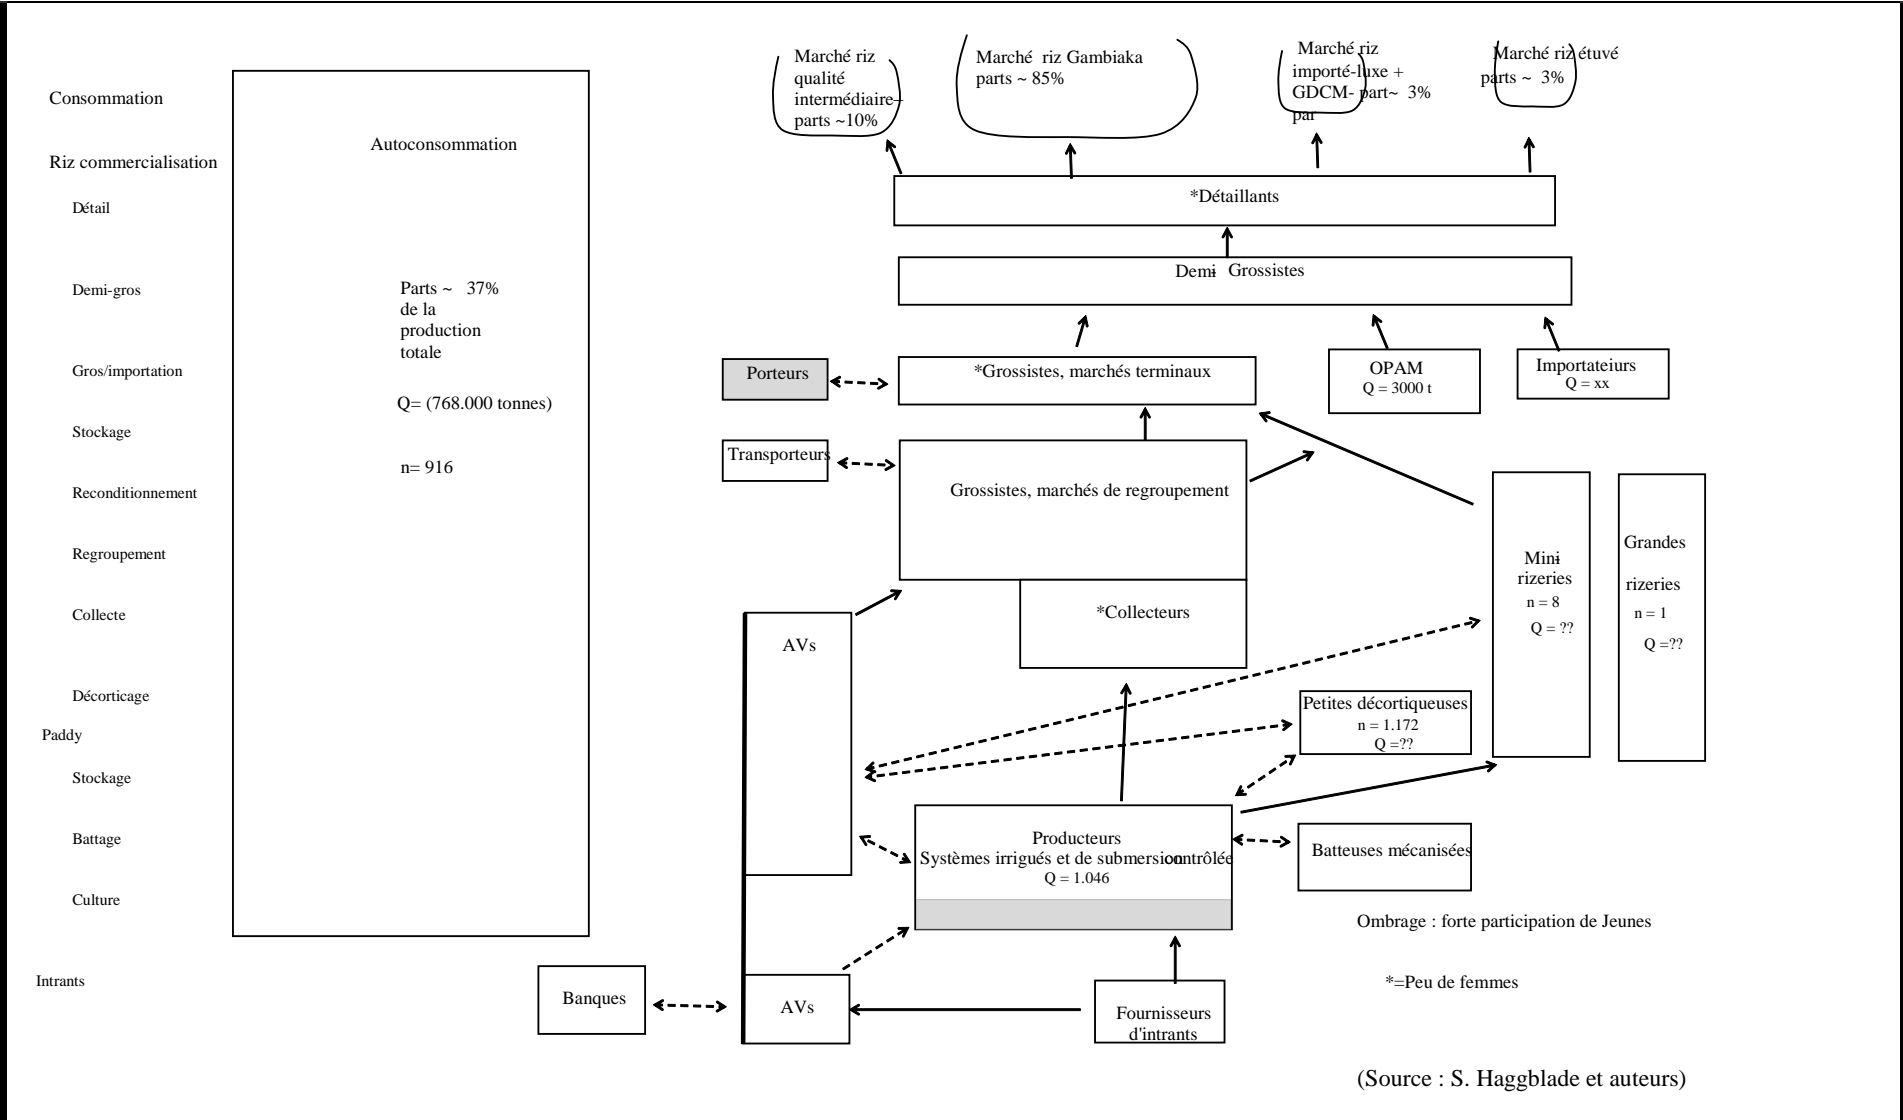 Consommation
Riz commercialisation
Détail
Demi-gros
Gros/importation
Stockage
Reconditionnement
Regroupement
Collecte
Décorticage
Paddy
Stockage
Battage
Culture
Intrants
Autoconsommation
Parts ~ 37%
de la
production
totale
Q= (768.000 tonnes)
n= 916
Marché riz
qualité
intermédiaire–
parts ~10%
Marché riz Gambiaka
parts ~ 85%
Marché riz
importé-luxe +
GDCM- part~ 3%
par
Marché riz étuvé
parts ~ 3%
*Détaillants
Demi- Grossistes
Porteurs
*Grossistes, marchés terminaux
OPAM
Q = 3000 t
Importateiurs
Q = xx
Transporteurs
Grossistes, marchés de regroupement
*Collecteurs
AVs
Mini-
rizeries
n = 8
Q = ??
Grandes
rizeries
n = 1
Q =??
Petites décortiqueuses
n = 1.172
Q =??
Producteurs
Systèmes irrigués et de submersion contrôlée
Q = 1.046
Batteuses mécanisées
Ombrage : forte participation de Jeunes
*=Peu de femmes
Banques
AVs
Fournisseurs
d'intrants
(Source : S. Haggblade et auteurs)